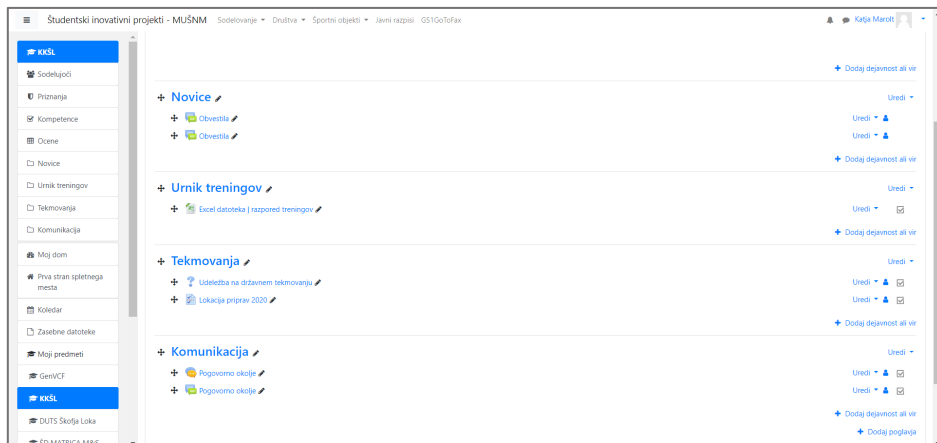 Študentski inovativni projekti - MUŠNM Sodelovanje Društva Športni objekti Javni razpisi GS1GoToFax Katja Marolt
KKŠL
Sodelujoči
Priznanja
Kompetence
Ocene
Novice
Urnik treningov
Tekmovanja
Komunikacija
Moj dom
Prva stran spletnega
mesta
Koledar
Zasebne datoteke
Moji predmeti
GenVCF
KKŠL
DUTS Škofja Loka
ŠD MATRICA M&S
Dodaj dejavnost ali vir
Novice Uredi
Obvestila Uredi
Obvestila Uredi
Dodaj dejavnost ali vir
Urnik treningov Uredi
Excel datoteka | razpored treningov Uredi
Dodaj dejavnost ali vir
Tekmovanja Uredi
Udeležba na državnem tekmovanju Uredi
Lokacija priprav 2020 Uredi
Dodaj dejavnost ali vir
Komunikacija Uredi
Pogovorno okolje Uredi
Pogovorno okolje Uredi
Dodaj dejavnost ali vir
Dodaj poglavja